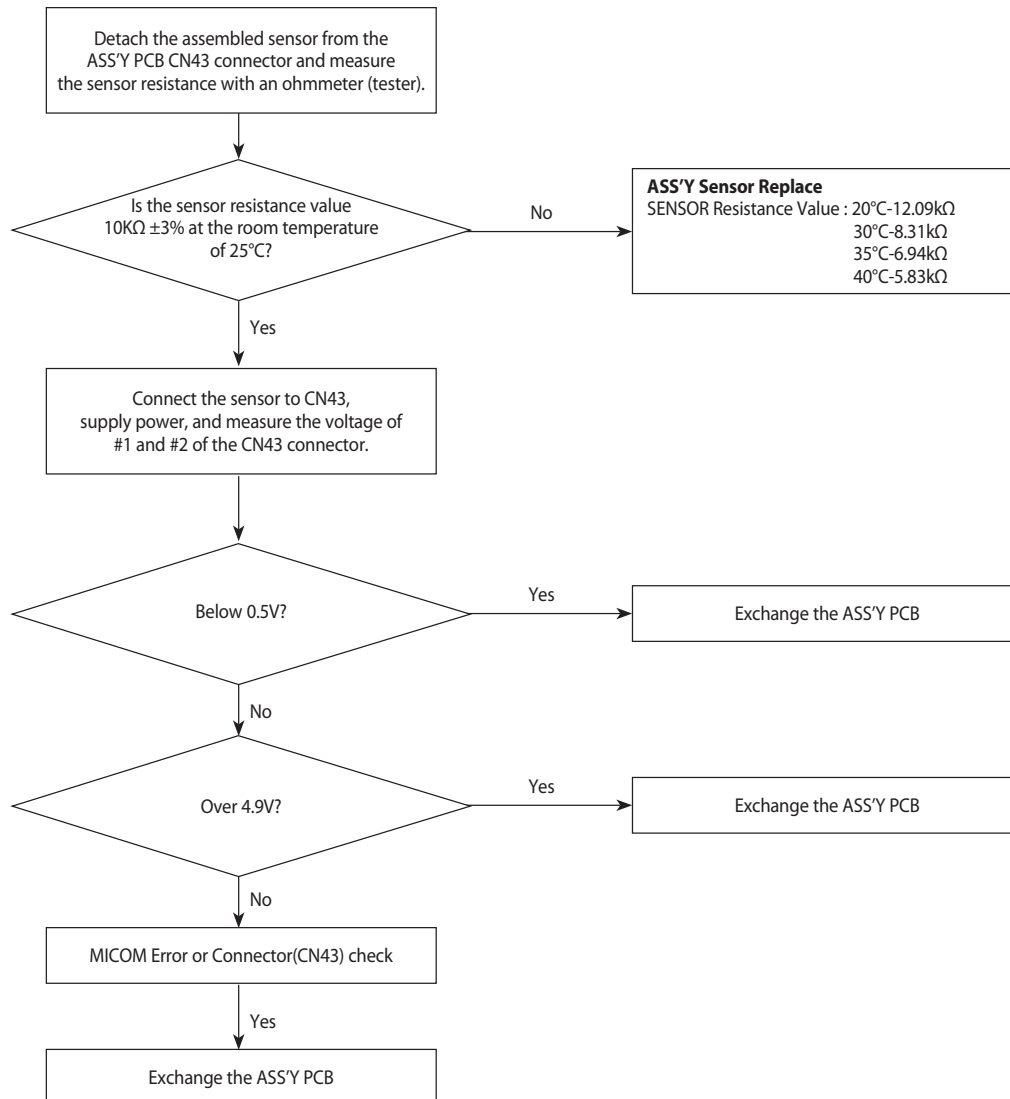 Detach the assembled sensor from the
ASS'Y PCB CN43 connector and measure
the sensor resistance with an ohmmeter (tester).
Is the sensor resistance value
10KΩ ±3% at the room temperature
of 25°C?
No
ASS'Y Sensor Replace
SENSOR Resistance Value : 20°C-12.09kΩ
30°C-8.31kΩ
35°C-6.94kΩ
40°C-5.83kΩ
Yes
Connect the sensor to CN43,
supply power, and measure the voltage of
#1 and #2 of the CN43 connector.
Below 0.5V?
Yes
Exchange the ASS'Y PCB
No
Over 4.9V?
Yes
Exchange the ASS'Y PCB
No
MICOM Error or Connector(CN43) check
Yes
Exchange the ASS'Y PCB